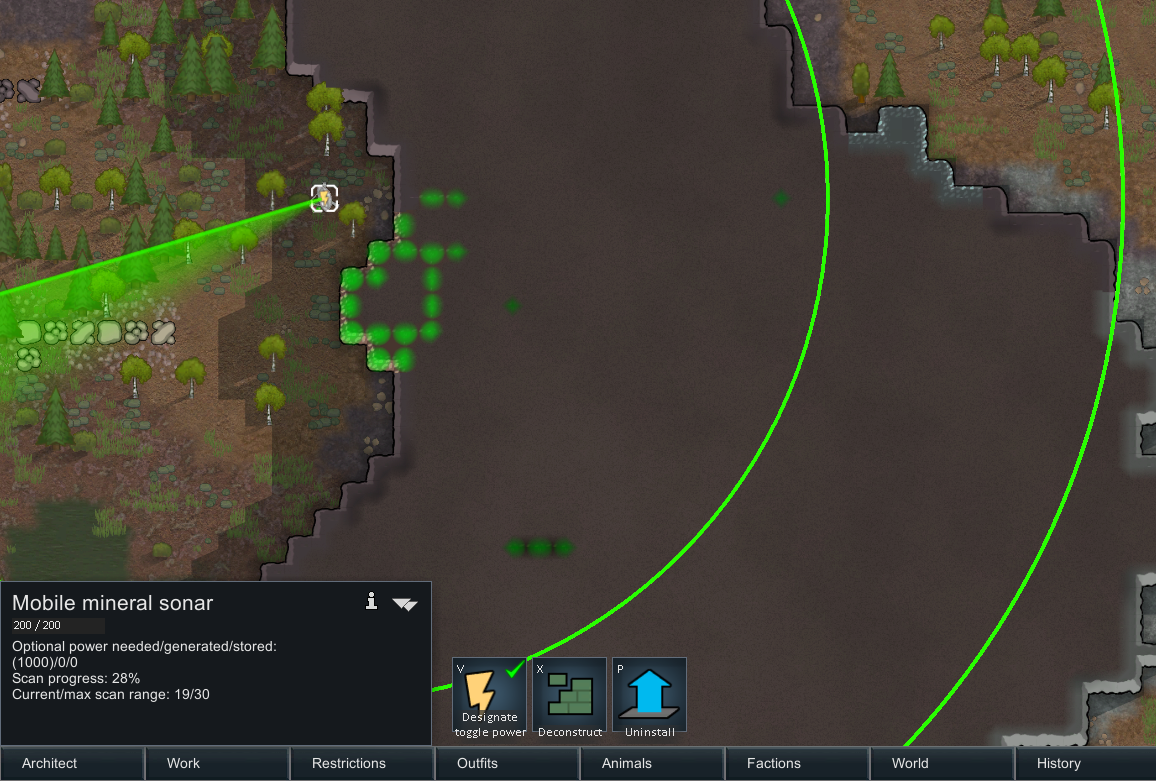 Mobile mineral sonar
200 / 200
Optional power needed/generated/stored:
(1000)/0/0
Scan progress: 28%
Current/max scan range: 19/30
V
Designate
toggle power
X
Deconstruct
P
Uninstall
Architect
Work
Restrictions
Outfits
Animals
Factions
World
History